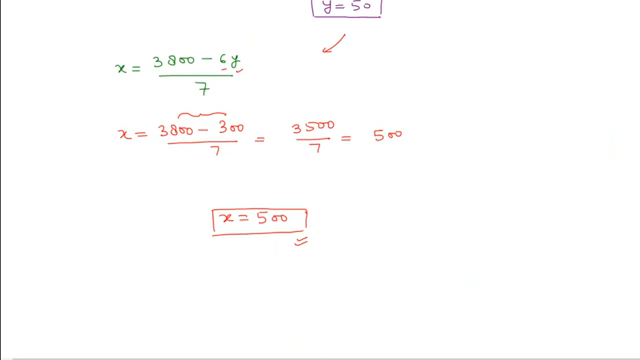 y = 50
x = (3800 - 6y)/7
x = (3800 - 300)/7 = 3500/7 = 500
x = 500